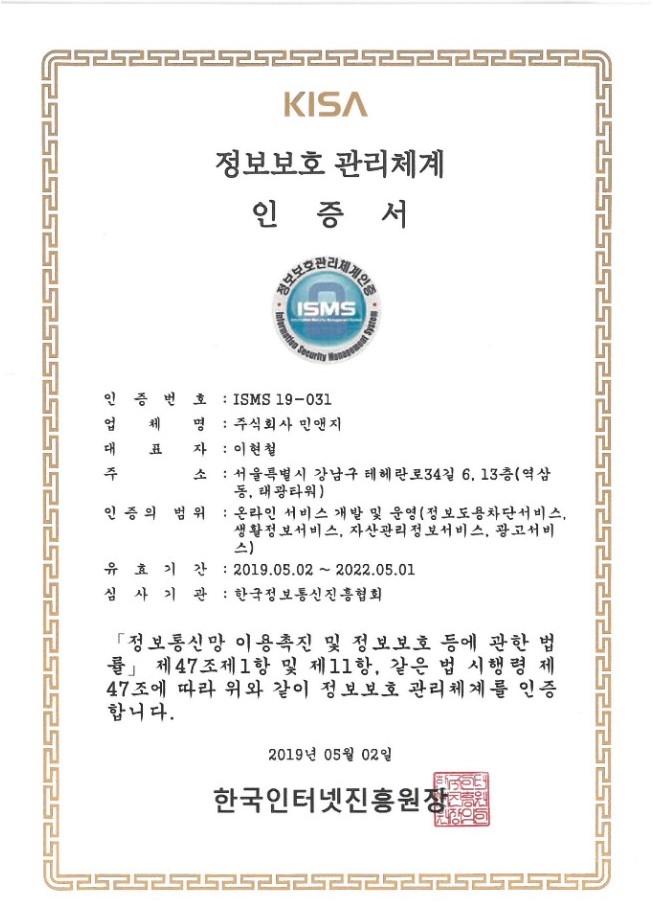 KISA
정보보호 관리체계
인 증 서
정보보호관리체계인증
ISMS
Information Security Management System
Information Security Management System
인 증 번 호 : ISMS 19-031
업 체 명 : 주식회사 민앤지
대 표 자 : 이현철
주 소 : 서울특별시 강남구 테헤란로34길 6, 13층(역삼
동, 태광타워)
인증의 범위 : 온라인 서비스 개발 및 운영(정보도용차단서비스,
생활정보서비스, 자산관리정보서비스, 광고서비
스)
유 효 기 간 : 2019.05.02 ~ 2022.05.01
심 사 기 관 : 한국정보통신진흥협회
「정보통신망 이용촉진 및 정보보호 등에 관한 법
률」 제47조제1항 및 제11항, 같은 법 시행령 제
47조에 따라 위와 같이 정보보호 관리체계를 인증
합니다.
2019년 05월 02일
한국인터넷진흥원장